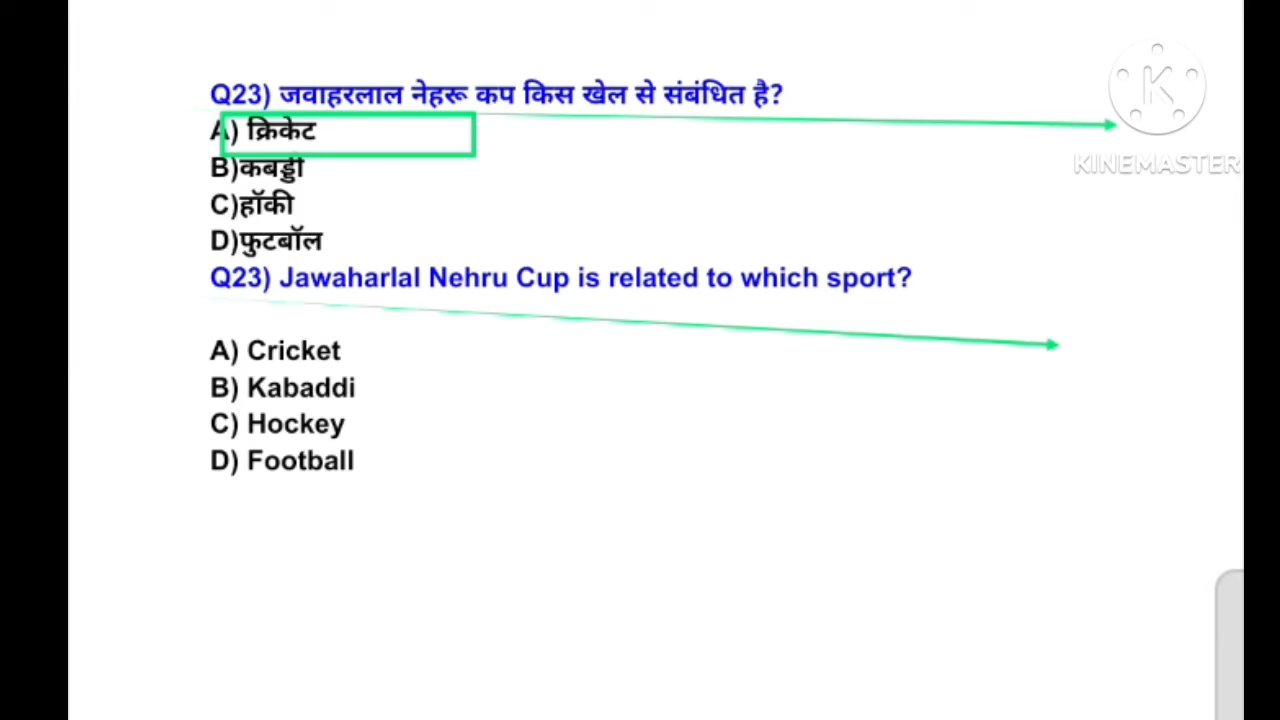 Q23) जवाहरलाल नेहरू कप किस खेल से संबंधित है?
A) क्रिकेट
B)कबड्डी
C)हॉकी
D)फुटबॉल
Q23) Jawaharlal Nehru Cup is related to which sport?
A) Cricket
B) Kabaddi
C) Hockey
D) Football
K
KINEMASTER